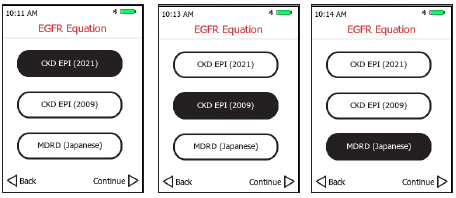 10:11 AM
EGFR Equation
CKD EPI (2021)
CKD EPI (2009)
MDRD (Japanese)
Back Continue
10:13 AM
EGFR Equation
CKD EPI (2021)
CKD EPI (2009)
MDRD (Japanese)
Back Continue
10:14 AM
EGFR Equation
CKD EPI (2021)
CKD EPI (2009)
MDRD (Japanese)
Back Continue